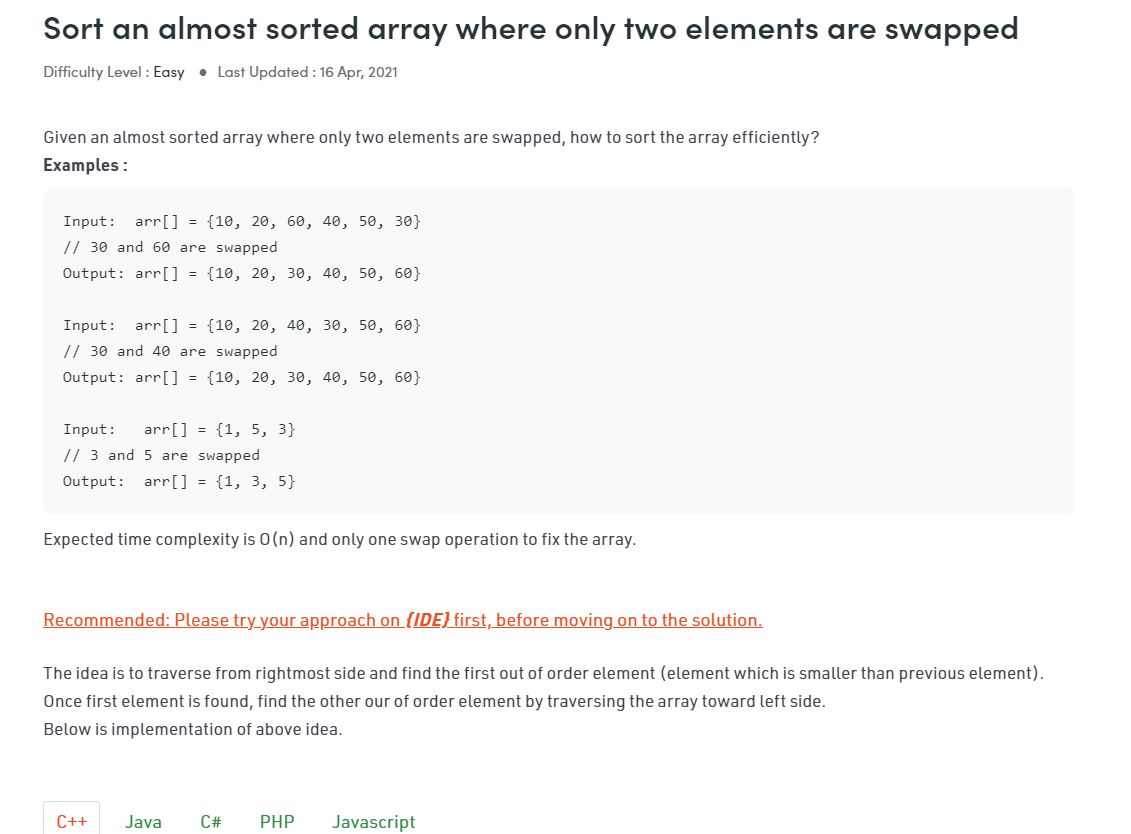 Sort an almost sorted array where only two elements are swapped
Difficulty Level : Easy ● Last Updated : 16 Apr, 2021
Given an almost sorted array where only two elements are swapped, how to sort the array efficiently?
Examples :
Input:  arr[] = {10, 20, 60, 40, 50, 30}
// 30 and 60 are swapped
Output: arr[] = {10, 20, 30, 40, 50, 60}
Input:  arr[] = {10, 20, 40, 30, 50, 60}
// 30 and 40 are swapped
Output: arr[] = {10, 20, 30, 40, 50, 60}
Input:   arr[] = {1, 5, 3}
// 3 and 5 are swapped
Output:  arr[] = {1, 3, 5}
Expected time complexity is O(n) and only one swap operation to fix the array.
Recommended: Please try your approach on {IDE} first, before moving on to the solution.
The idea is to traverse from rightmost side and find the first out of order element (element which is smaller than previous element).
Once first element is found, find the other our of order element by traversing the array toward left side.
Below is implementation of above idea.
C++ Java C# PHP Javascript